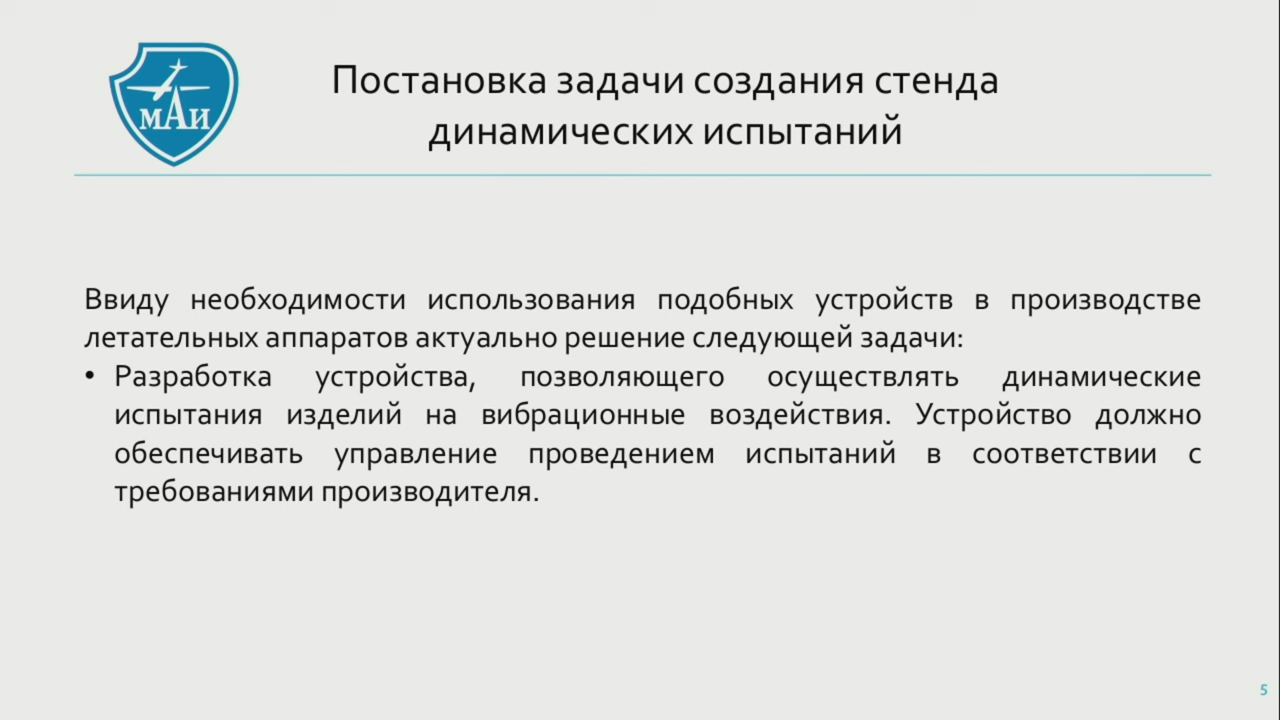 МАИ
Постановка задачи создания стенда
динамических испытаний
Ввиду необходимости использования подобных устройств в производстве
летательных аппаратов актуально решение следующей задачи:
• Разработка устройства, позволяющего осуществлять динамические
испытания изделий на вибрационные воздействия. Устройство должно
обеспечивать управление проведением испытаний в соответствии с
требованиями производителя.
5